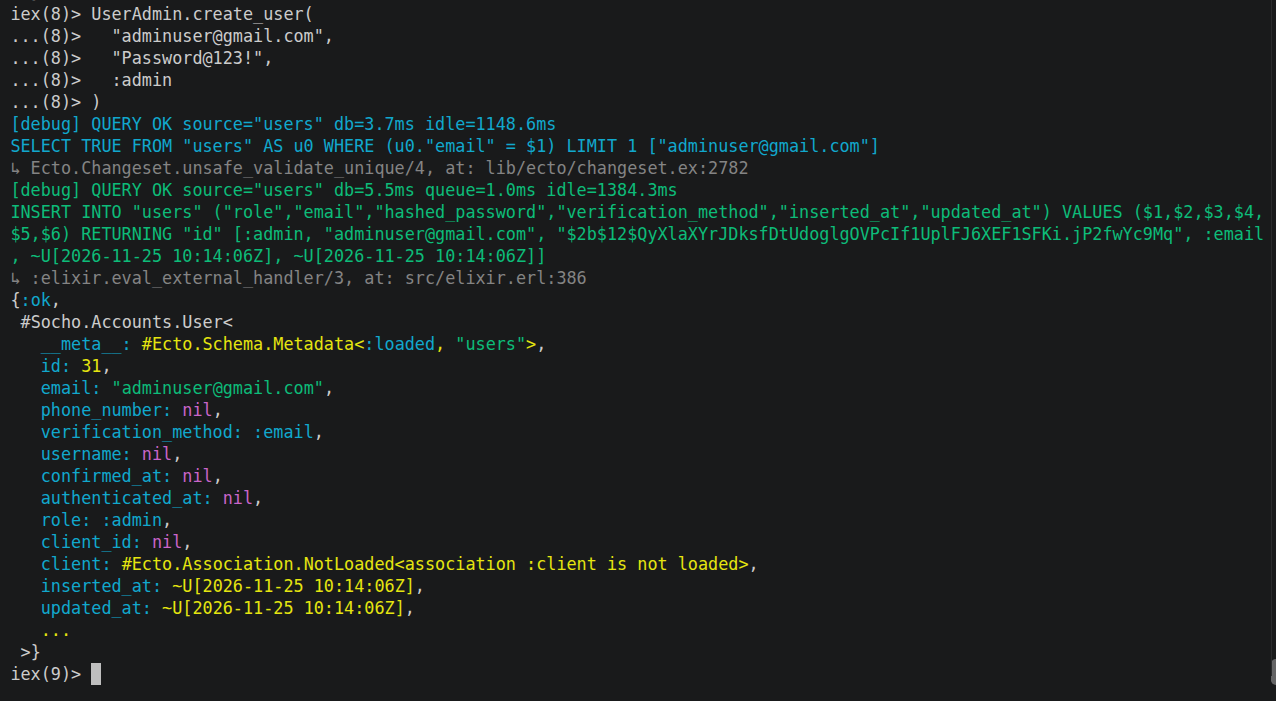 iex(8)> UserAdmin.create_user(
...(8)>   "adminuser@gmail.com",
...(8)>   "Password@123!",
...(8)>   :admin
...(8)> )
[debug] QUERY OK source="users" db=3.7ms idle=1148.6ms
SELECT TRUE FROM "users" AS u0 WHERE (u0."email" = $1) LIMIT 1 ["adminuser@gmail.com"]
↳ Ecto.Changeset.unsafe_validate_unique/4, at: lib/ecto/changeset.ex:2782
[debug] QUERY OK source="users" db=5.5ms queue=1.0ms idle=1384.3ms
INSERT INTO "users" ("role","email","hashed_password","verification_method","inserted_at","updated_at") VALUES ($1,$2,$3,$4,
$5,$6) RETURNING "id" [:admin, "adminuser@gmail.com", "$2b$12$QyXlaXYrJDksfDtUdoglgOVPcIf1UplFJ6XEF1SFKi.jP2fwYc9Mq", :email
, ~U[2026-11-25 10:14:06Z], ~U[2026-11-25 10:14:06Z]]
↳ :elixir.eval_external_handler/3, at: src/elixir.erl:386
{:ok,
 #Socho.Accounts.User<
   __meta__: #Ecto.Schema.Metadata<:loaded, "users">,
   id: 31,
   email: "adminuser@gmail.com",
   phone_number: nil,
   verification_method: :email,
   username: nil,
   confirmed_at: nil,
   authenticated_at: nil,
   role: :admin,
   client_id: nil,
   client: #Ecto.Association.NotLoaded<association :client is not loaded>,
   inserted_at: ~U[2026-11-25 10:14:06Z],
   updated_at: ~U[2026-11-25 10:14:06Z],
   ...
 >}
iex(9)>